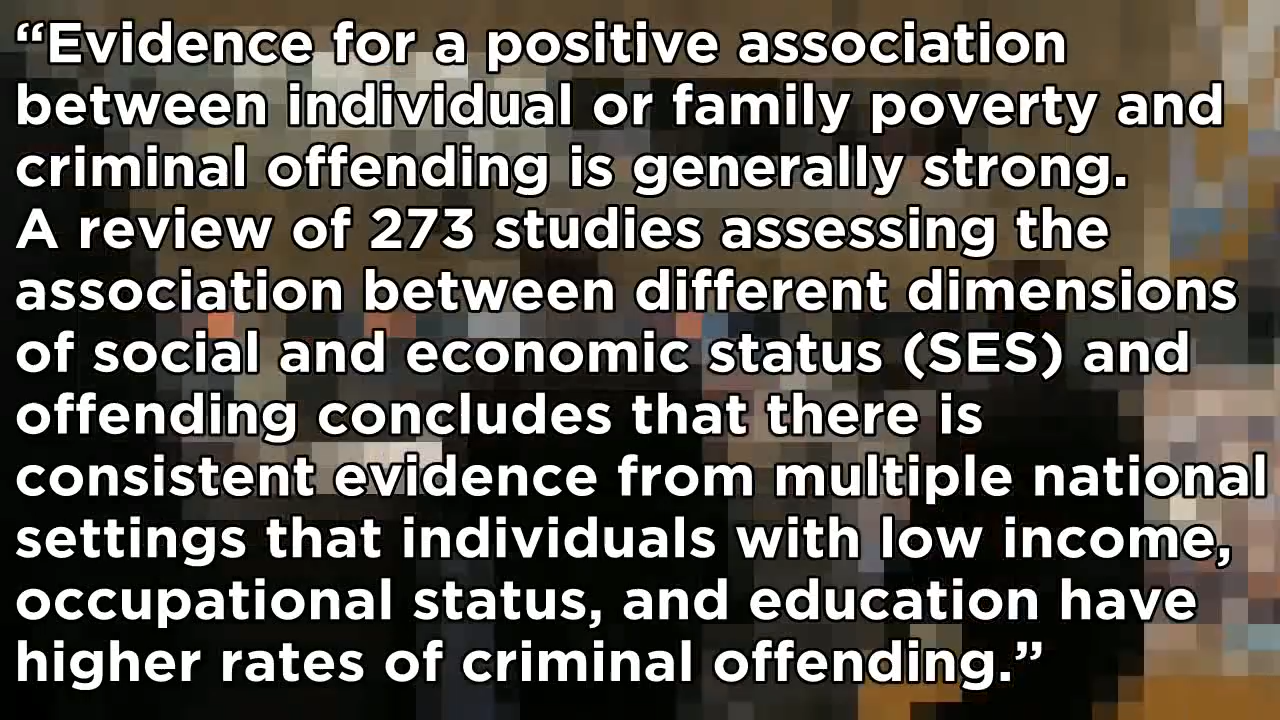 “Evidence for a positive association
between individual or family poverty and
criminal offending is generally strong.
A review of 273 studies assessing the
association between different dimensions
of social and economic status (SES) and
offending concludes that there is
consistent evidence from multiple national
settings that individuals with low income,
occupational status, and education have
higher rates of criminal offending.”